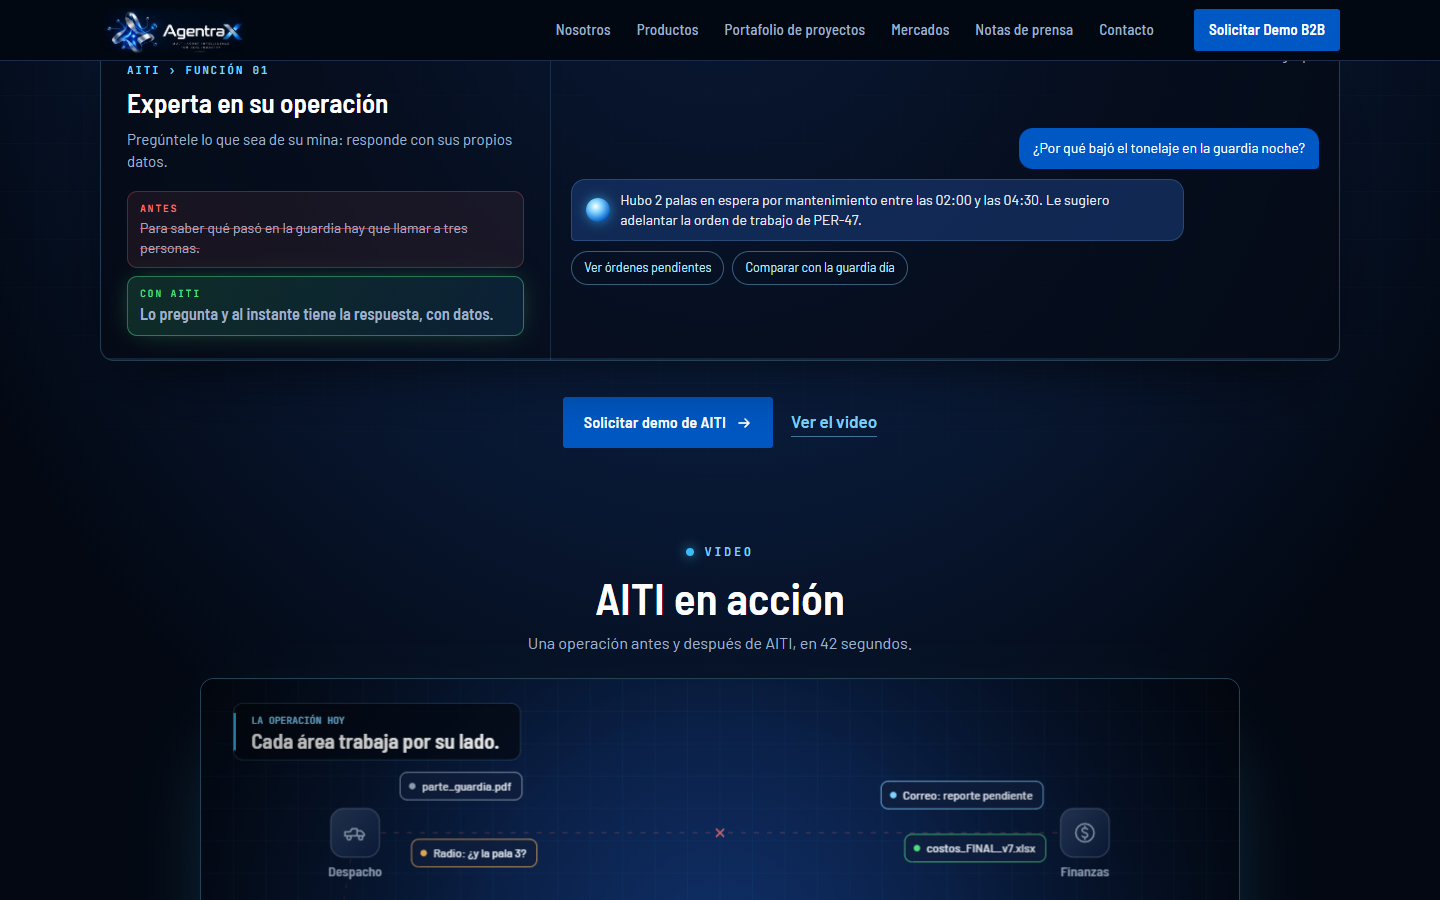 AgentraX
Nosotros
Productos
Portafolio de proyectos
Mercados
Notas de prensa
Contacto
Solicitar Demo B2B
AITI › FUNCIÓN 01
Experta en su operación
Pregúntele lo que sea de su mina: responde con sus propios
datos.
ANTES
Para saber qué pasó en la guardia hay que llamar a tres
personas.
CON AITI
Lo pregunta y al instante tiene la respuesta, con datos.
¿Por qué bajó el tonelaje en la guardia noche?
Hubo 2 palas en espera por mantenimiento entre las 02:00 y las 04:30. Le sugiero
adelantar la orden de trabajo de PER-47.
Ver órdenes pendientes
Comparar con la guardia día
Solicitar demo de AITI →
Ver el video
VIDEO
AITI en acción
Una operación antes y después de AITI, en 42 segundos.
LA OPERACIÓN HOY
Cada área trabaja por su lado.
parte_guardia.pdf
Correo: reporte pendiente
Radio: ¿y la pala 3?
costos_FINAL_v7.xlsx
Despacho
Finanzas